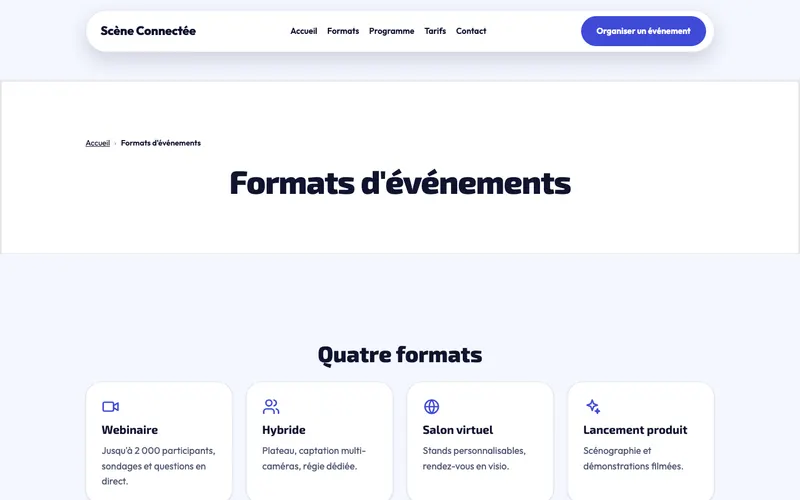 Scène Connectée
Accueil Formats Programme Tarifs Contact
Organiser un événement
Accueil › Formats d'événements
Formats d'événements
Quatre formats
Webinaire
Jusqu'à 2 000 participants,
sondages et questions en
direct.
Hybride
Plateau, captation multi-
caméras, régie dédiée.
Salon virtuel
Stands personnalisables,
rendez-vous en visio.
Lancement produit
Scénographie et
démonstrations filmées.